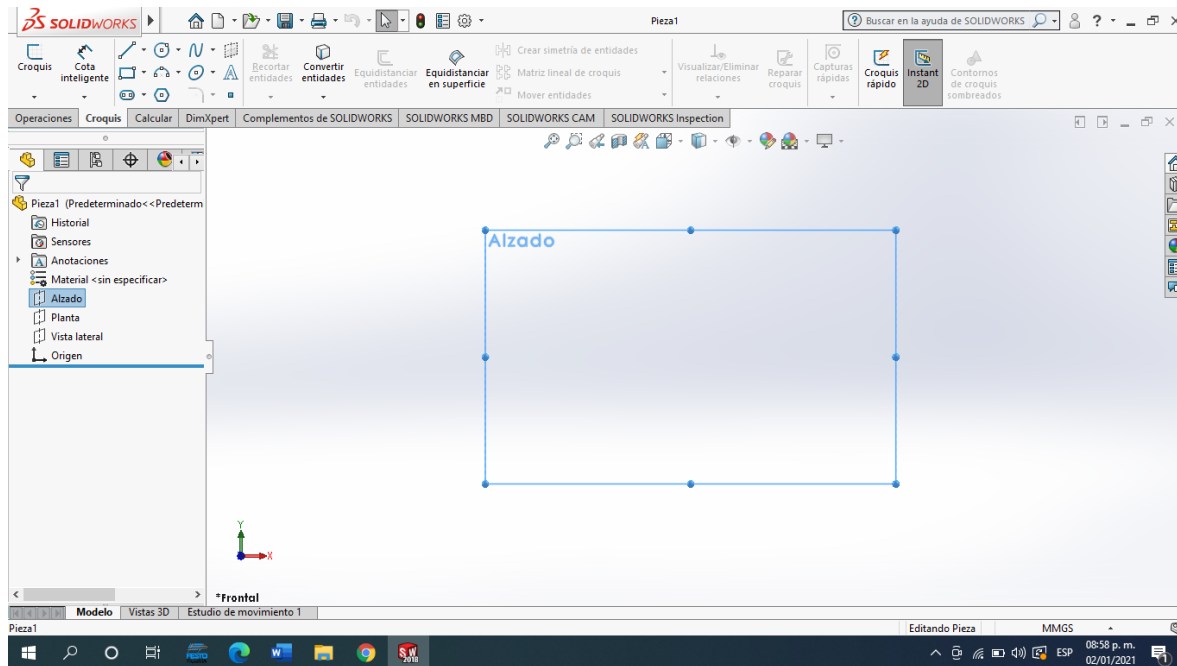 SOLIDWORKS
Pieza1
Buscar en la ayuda de SOLIDWORKS
?
Croquis
Cota inteligente
Recortar entidades
Convertir entidades
Equidistanciar entidades
Equidistanciar en superficie
Crear simetría de entidades
Matriz lineal de croquis
Mover entidades
Visualizar/Eliminar relaciones
Reparar croquis
Capturas rápidas
Croquis rápido
Instant 2D
Contornos de croquis sombreados
Operaciones Croquis Calcular DimXpert Complementos de SOLIDWORKS SOLIDWORKS MBD SOLIDWORKS CAM SOLIDWORKS Inspection
Pieza1 (Predeterminado<<Predeterm
Historial
Sensores
Anotaciones
Material <sin especificar>
Alzado
Planta
Vista lateral
Origen
Alzado
Y
X
*Frontal
Modelo Vistas 3D Estudio de movimiento 1
Pieza1 Editando Pieza MMGS
FESTO
SW 2018
ESP
08:58 p. m.
02/01/2021
1